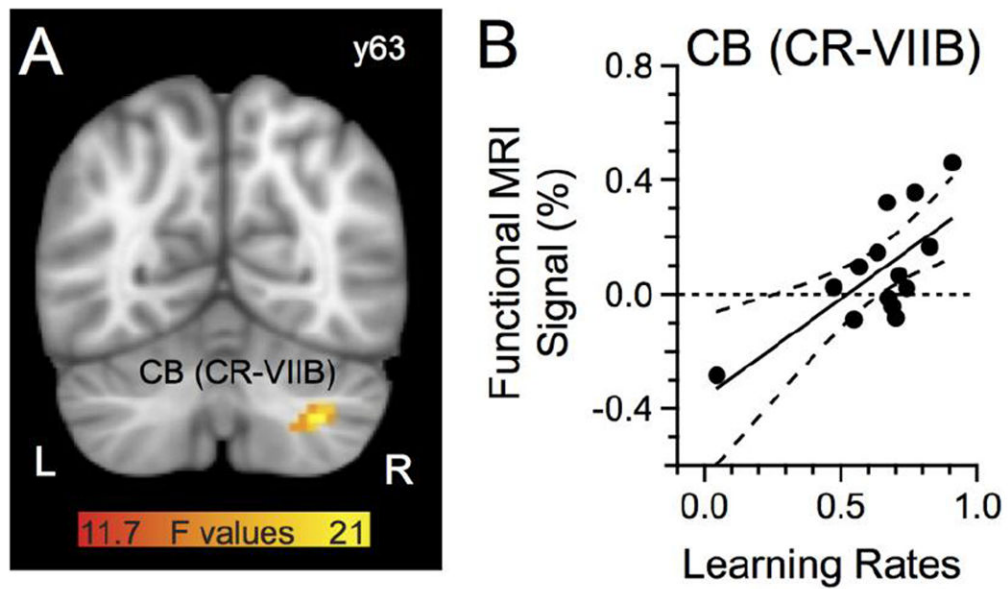 A
y63
CB (CR-VIIB)
L
R
11.7 F values 21
B
CB (CR-VIIB)
Functional MRI
Signal (%)
0.8
0.4
0.0
-0.4
0.0 0.5 1.0
Learning Rates